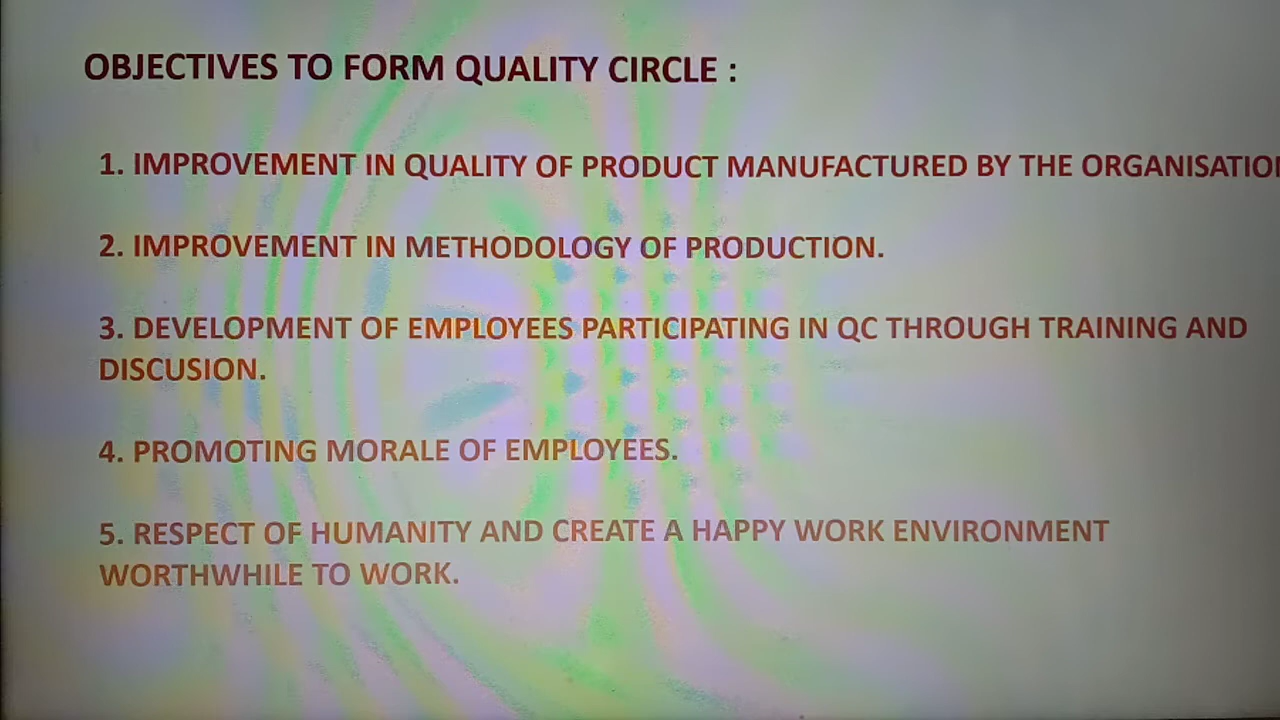 OBJECTIVES TO FORM QUALITY CIRCLE :
1. IMPROVEMENT IN QUALITY OF PRODUCT MANUFACTURED BY THE ORGANISATIO
2. IMPROVEMENT IN METHODOLOGY OF PRODUCTION.
3. DEVELOPMENT OF EMPLOYEES PARTICIPATING IN QC THROUGH TRAINING AND
DISCUSION.
4. PROMOTING MORALE OF EMPLOYEES.
5. RESPECT OF HUMANITY AND CREATE A HAPPY WORK ENVIRONMENT
WORTHWHILE TO WORK.